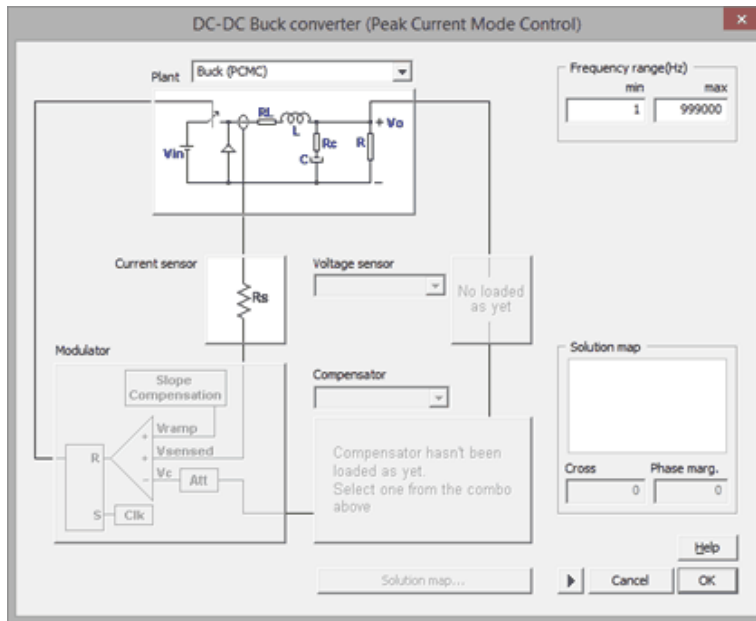 DC-DC Buck converter (Peak Current Mode Control)
x
Plant Buck (PCMC)
Frequency range(Hz)
min max
1 999000
RL
L
+ Vo
Vin
Rc
R
C
-
Current sensor
Rs
Voltage sensor
No loaded
as yet
Modulator
Slope
Compensation
Vramp
+
R
Vsensed
+
Vc
-
Att
S
Clk
Compensator
Compensator hasn't been
loaded as yet.
Select one from the combo
above
Solution map
Cross Phase marg.
0 0
Solution map...
Help
Cancel
OK